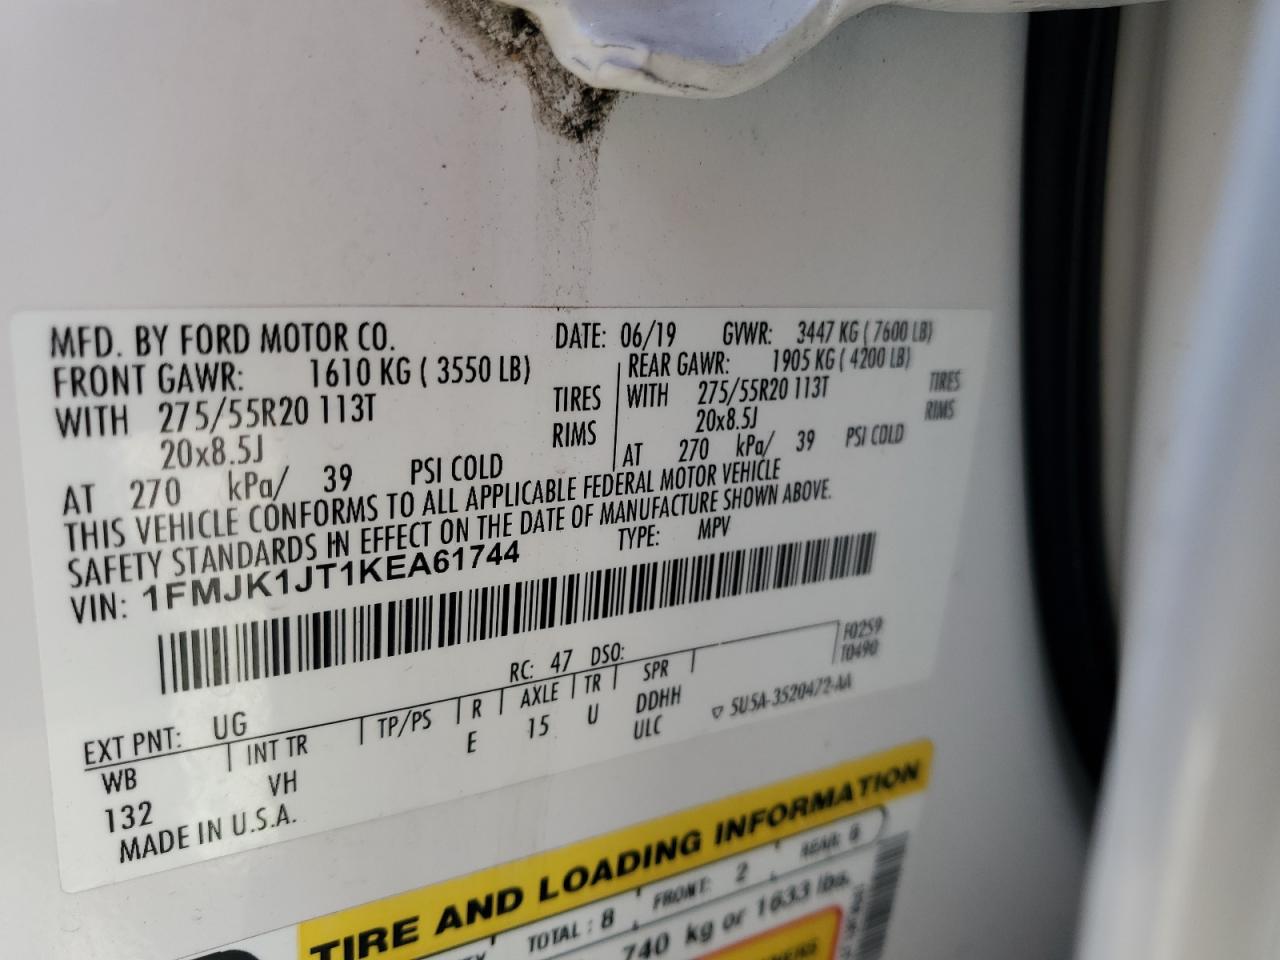 MFD. BY FORD MOTOR CO. DATE: 06/19 GVWR: 3447 KG ( 7600 LB)
FRONT GAWR: 1610 KG ( 3550 LB) REAR GAWR: 1905 KG ( 4200 LB)
WITH 275/55R20 113T TIRES WITH 275/55R20 113T TIRES
20x8.5J RIMS 20x8.5J RIMS
AT 270 kPa/ 39 PSI COLD AT 270 kPa/ 39 PSI COLD
THIS VEHICLE CONFORMS TO ALL APPLICABLE FEDERAL MOTOR VEHICLE
SAFETY STANDARDS IN EFFECT ON THE DATE OF MANUFACTURE SHOWN ABOVE.
VIN: 1FMJK1JT1KEA61744 TYPE: MPV
F0259
T0490
EXT PNT: UG RC: 47 DSO:
WB INT TR TP/PS R AXLE TR SPR
132 VH E 15 U DDHH
ULC ▽ 5U5A-3520472-AA
MADE IN U.S.A.
TIRE AND LOADING INFORMATION
TOTAL : 8 FRONT: 2 REAR: 6
740 kg or 1633 lbs.